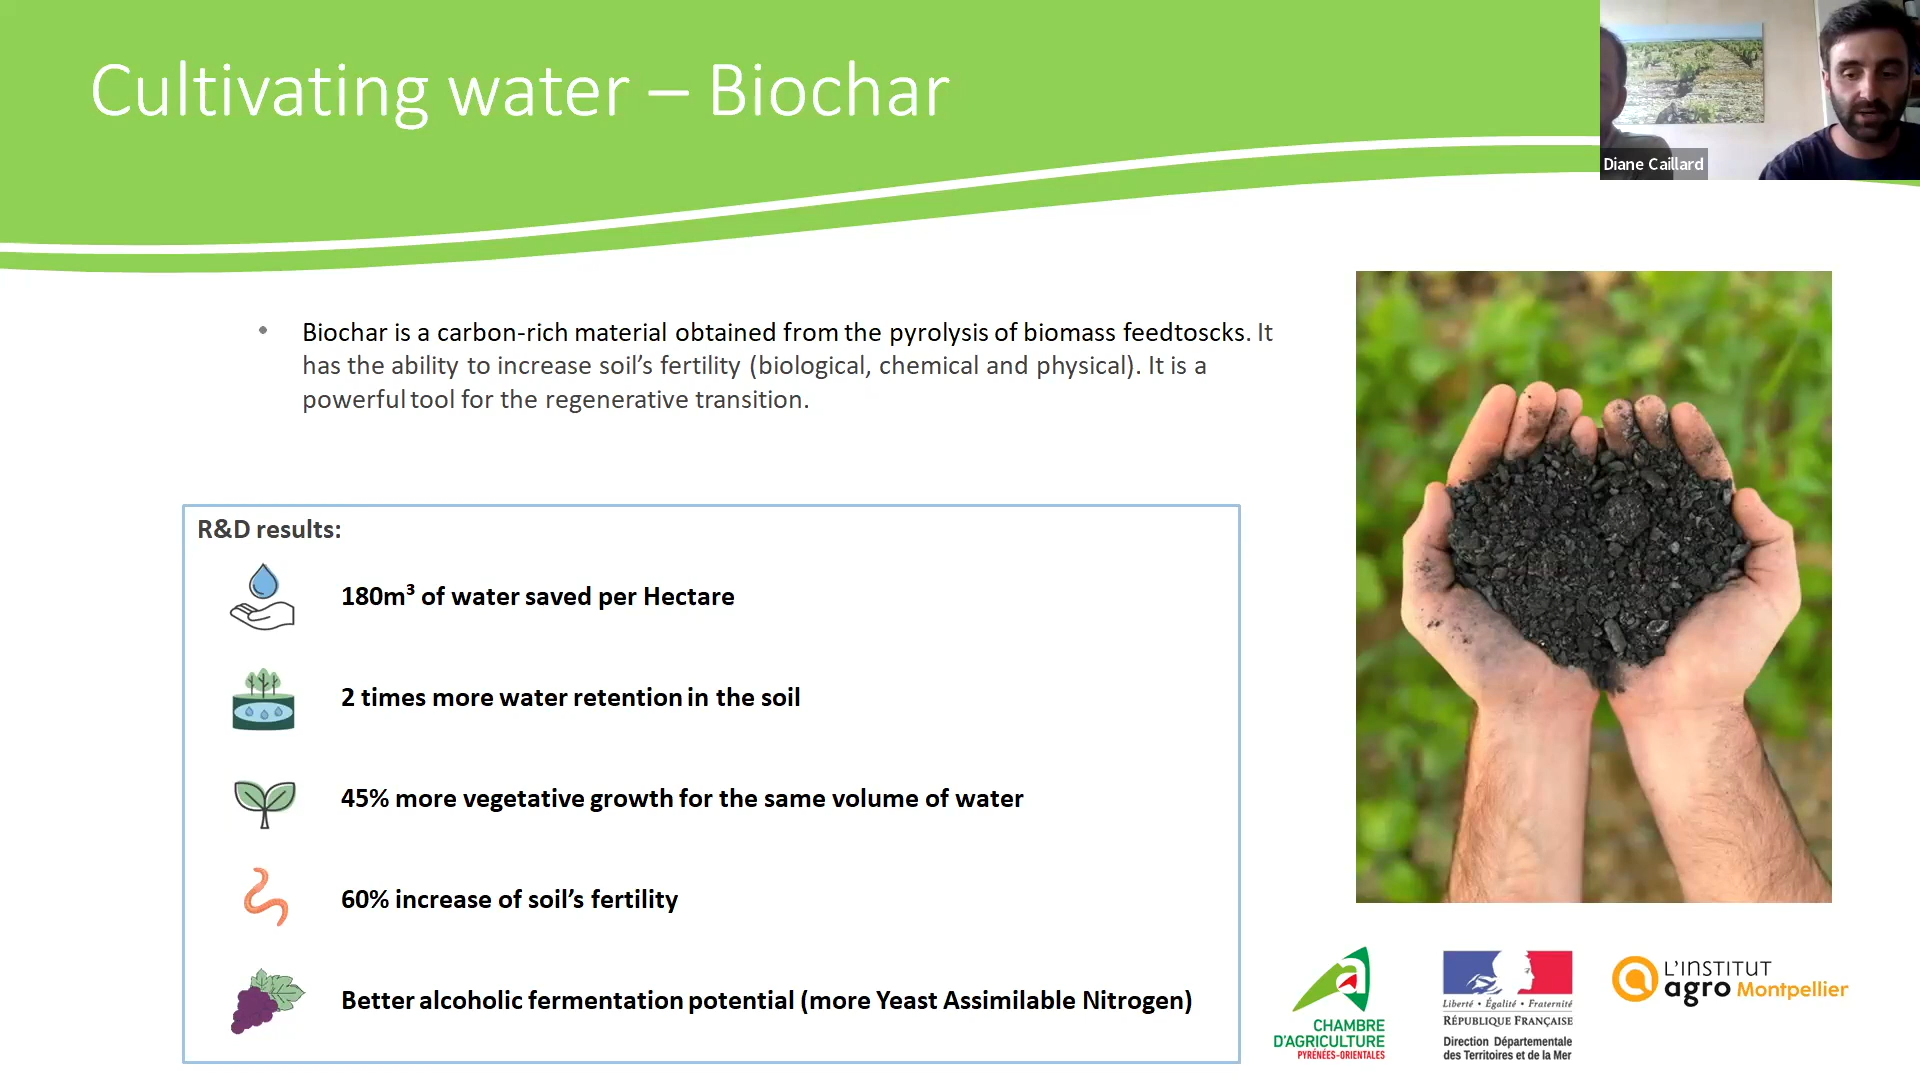 Cultivating water – Biochar
Diane Caillard
• Biochar is a carbon-rich material obtained from the pyrolysis of biomass feedtoscks. It
has the ability to increase soil’s fertility (biological, chemical and physical). It is a
powerful tool for the regenerative transition.
R&D results:
180m³ of water saved per Hectare
2 times more water retention in the soil
45% more vegetative growth for the same volume of water
60% increase of soil’s fertility
Better alcoholic fermentation potential (more Yeast Assimilable Nitrogen)
CHAMBRE
D'AGRICULTURE
PYRÉNÉES-ORIENTALES
Liberté • Égalité • Fraternité
RÉPUBLIQUE FRANÇAISE
Direction Départementale
des Territoires et de la Mer
L'INSTITUT
agro Montpellier